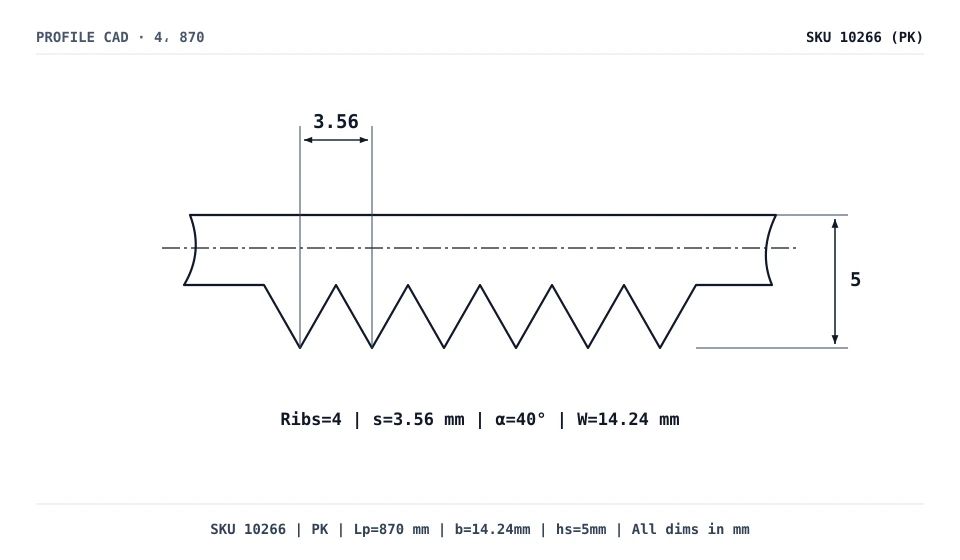 PROFILE CAD · 4، 870
SKU 10266 (PK)
3.56
5
Ribs=4 | s=3.56 mm | α=40° | W=14.24 mm
SKU 10266 | PK | Lp=870 mm | b=14.24mm | hs=5mm | All dims in mm